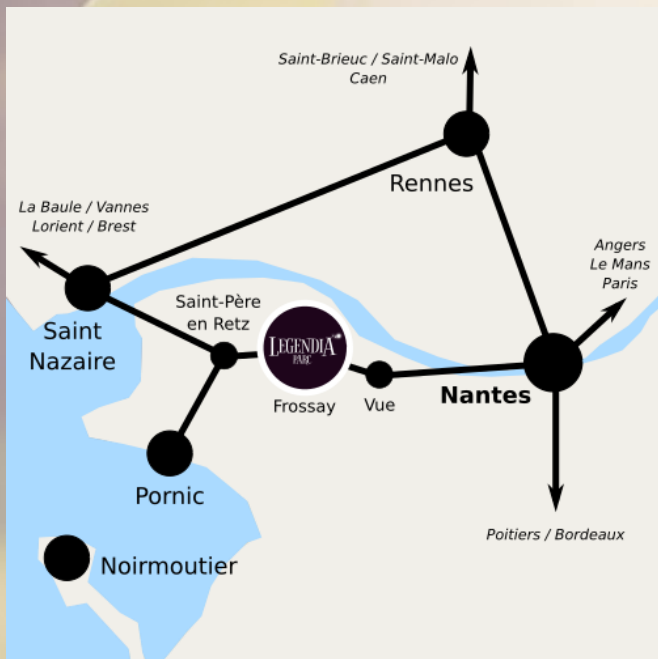 Saint-Brieuc / Saint-Malo
Caen
Rennes
La Baule / Vannes
Lorient / Brest
Angers
Le Mans
Paris
Saint-Père
en Retz
Saint
Nazaire
LEGENDIA
PARC
Frossay
Vue
Nantes
Pornic
Poitiers / Bordeaux
Noirmoutier